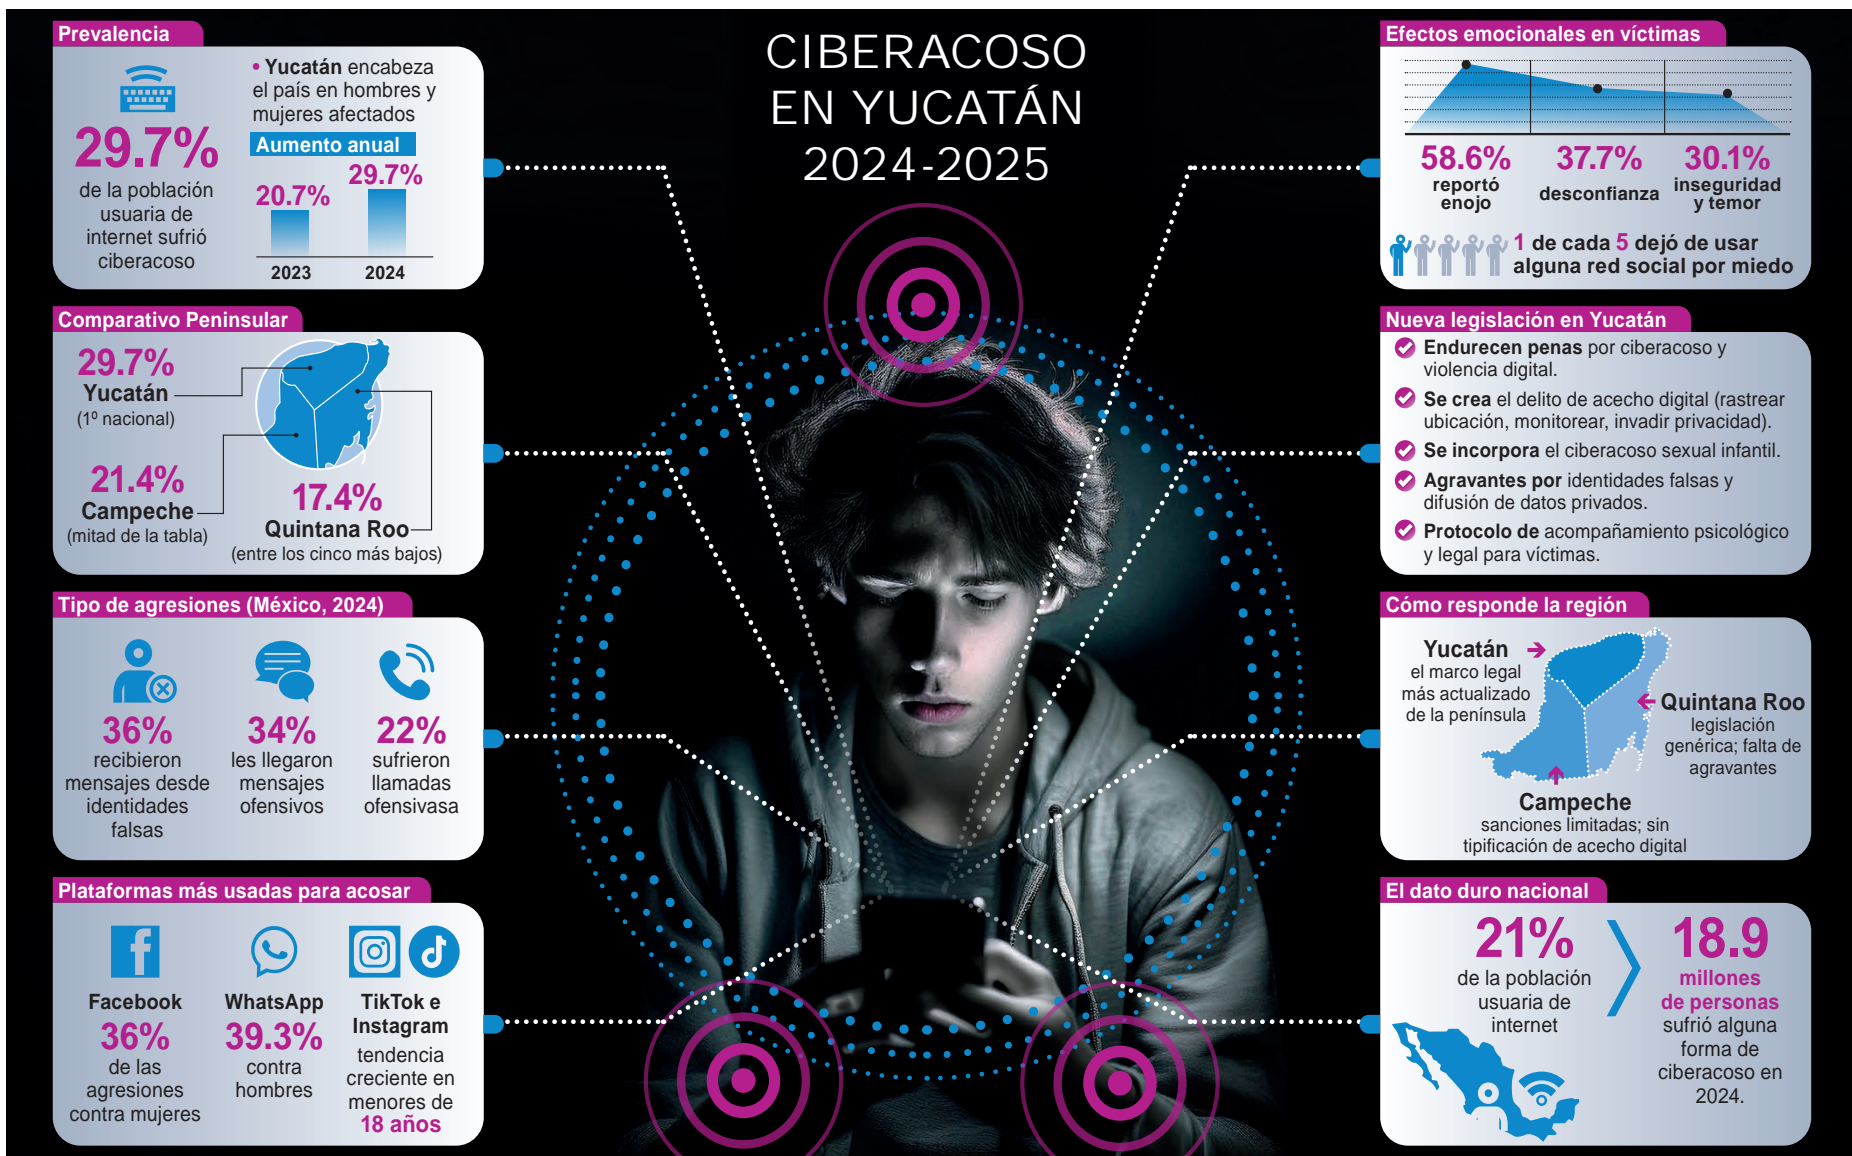 CIBERACOSO
EN YUCATÁN
2024-2025
Prevalencia
29.7%
de la población
usuaria de
internet sufrió
ciberacoso
• Yucatán encabeza
el país en hombres y
mujeres afectados
Aumento anual
20.7%
29.7%
2023
2024
Comparativo Peninsular
29.7%
Yucatán
(1º nacional)
21.4%
Campeche
(mitad de la tabla)
17.4%
Quintana Roo
(entre los cinco más bajos)
Tipo de agresiones (México, 2024)
36%
recibieron
mensajes desde
identidades
falsas
34%
les llegaron
mensajes
ofensivos
22%
sufrieron
llamadas
ofensivasa
Plataformas más usadas para acosar
Facebook
36%
de las
agresiones
contra mujeres
WhatsApp
39.3%
contra
hombres
TikTok e
Instagram
tendencia
creciente en
menores de
18 años
Efectos emocionales en víctimas
58.6%
reportó
enojo
37.7%
desconfianza
30.1%
inseguridad
y temor
1 de cada 5 dejó de usar
alguna red social por miedo
Nueva legislación en Yucatán
Endurecen penas por ciberacoso y
violencia digital.
Se crea el delito de acecho digital (rastrear
ubicación, monitorear, invadir privacidad).
Se incorpora el ciberacoso sexual infantil.
Agravantes por identidades falsas y
difusión de datos privados.
Protocolo de acompañamiento psicológico
y legal para víctimas.
Cómo responde la región
Yucatán
el marco legal
más actualizado
de la península
Quintana Roo
legislación
genérica; falta de
agravantes
Campeche
sanciones limitadas; sin
tipificación de acecho digital
El dato duro nacional
21%
de la población
usuaria de
internet
18.9
millones
de personas
sufrió alguna
forma de
ciberacoso en
2024.